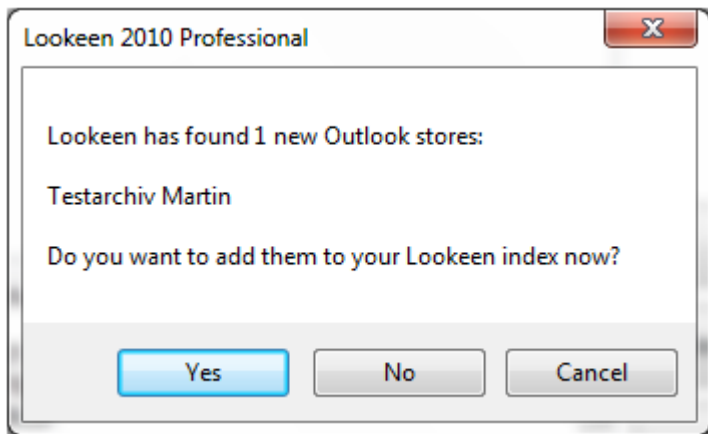 Lookeen 2010 Professional
Lookeen has found 1 new Outlook stores:
Testarchiv Martin
Do you want to add them to your Lookeen index now?
Yes No Cancel